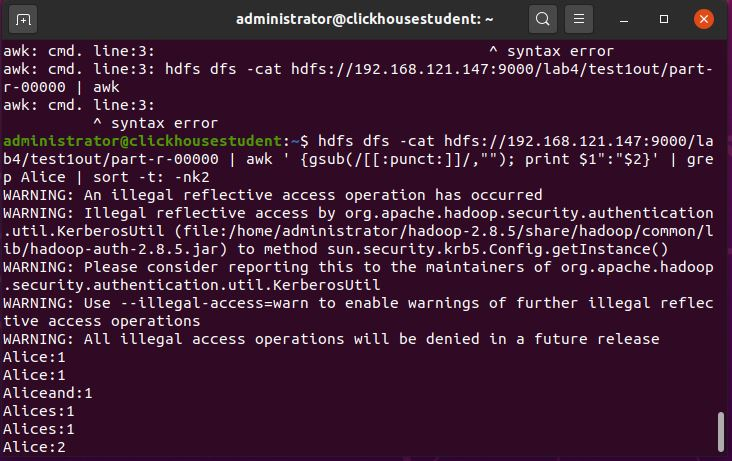 administrator@clickhousestudent: ~
awk: cmd. line:3: ^ syntax error
awk: cmd. line:3: hdfs dfs -cat hdfs://192.168.121.147:9000/lab4/test1out/part-
r-00000 | awk
awk: cmd. line:3:
^ syntax error
administrator@clickhousestudent:~$ hdfs dfs -cat hdfs://192.168.121.147:9000/la
b4/test1out/part-r-00000 | awk ' {gsub(/[[:punct:]]/,""); print $1":"$2}' | gre
p Alice | sort -t: -nk2
WARNING: An illegal reflective access operation has occurred
WARNING: Illegal reflective access by org.apache.hadoop.security.authentication
.util.KerberosUtil (file:/home/administrator/hadoop-2.8.5/share/hadoop/common/l
ib/hadoop-auth-2.8.5.jar) to method sun.security.krb5.Config.getInstance()
WARNING: Please consider reporting this to the maintainers of org.apache.hadoop
.security.authentication.util.KerberosUtil
WARNING: Use --illegal-access=warn to enable warnings of further illegal reflec
tive access operations
WARNING: All illegal access operations will be denied in a future release
Alice:1
Alice:1
Aliceand:1
Alices:1
Alices:1
Alice:2